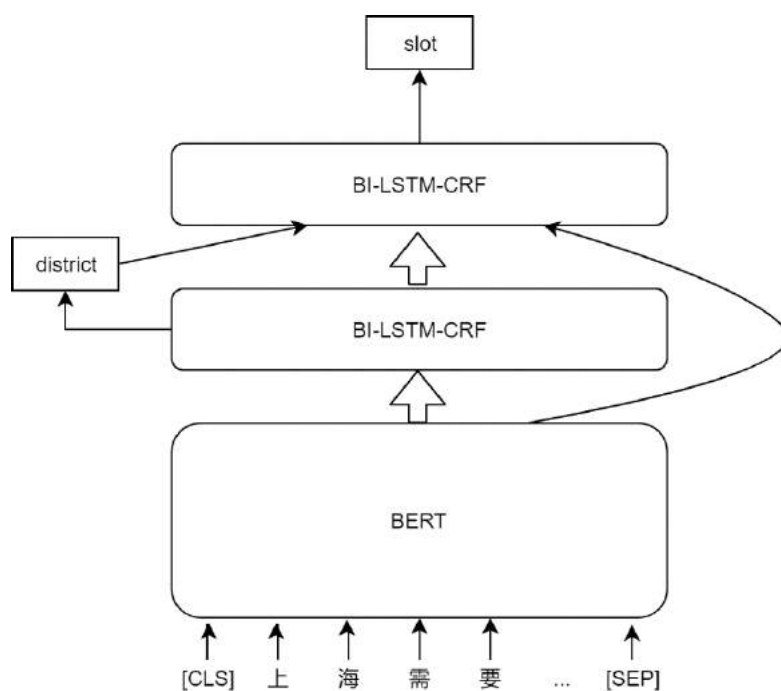 slot
BI-LSTM-CRF
district
BI-LSTM-CRF
BERT
[CLS] 上 海 需 要 ... [SEP]